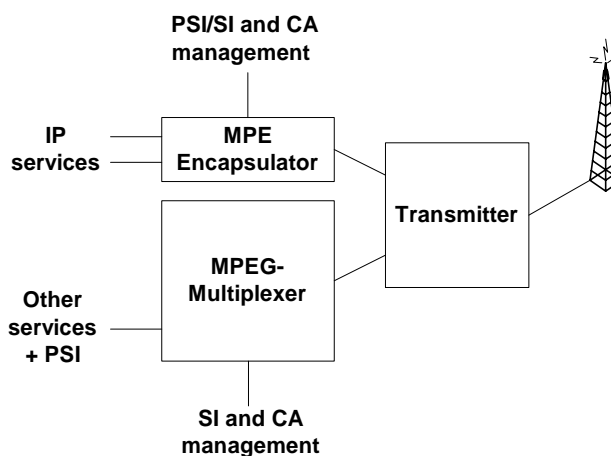 PSI/SI and CA
management
IP
services
MPE
Encapsulator
Transmitter
MPEG-
Multiplexer
Other
services
+ PSI
SI and CA
management